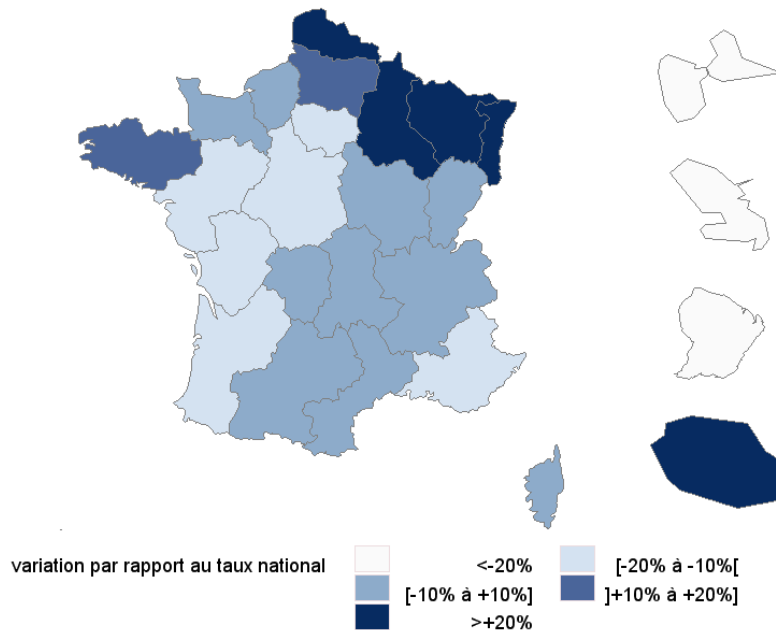 variation par rapport au taux national
<-20% [-20% à -10%[
[-10% à +10%] ]+10% à +20%]
>+20%